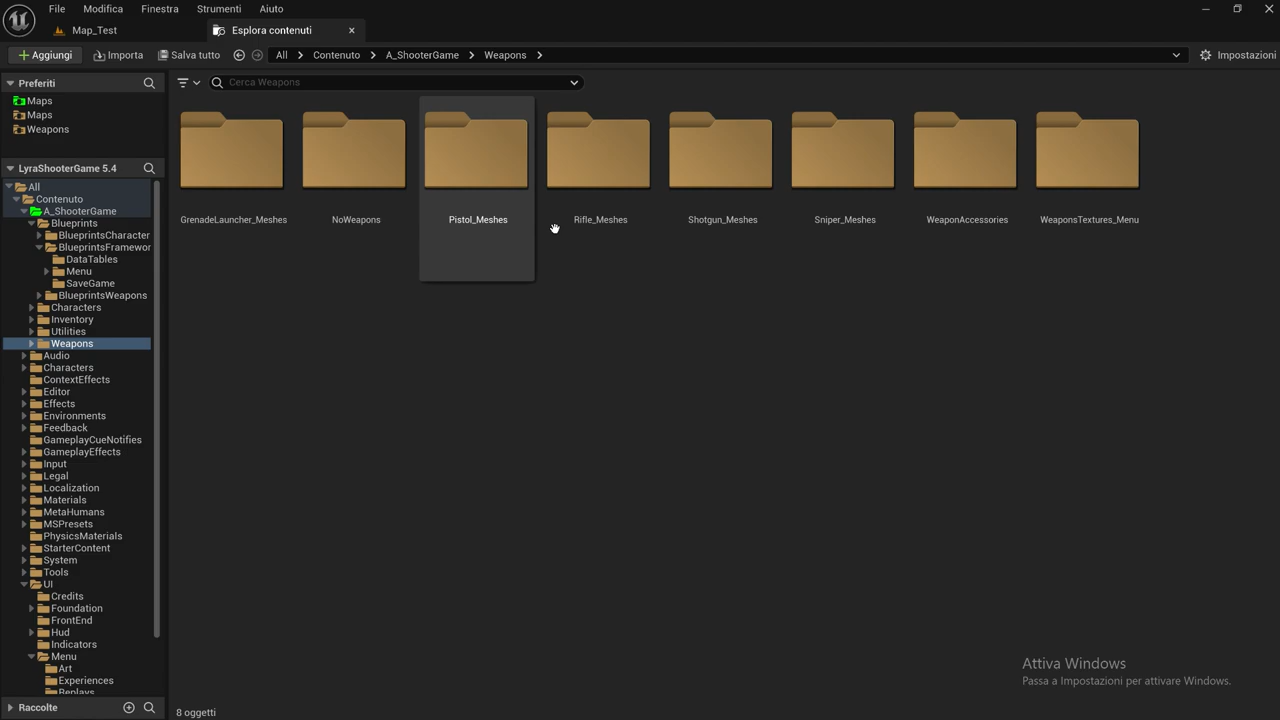 File Modifica Finestra Strumenti Aiuto
Map_Test Esplora contenuti
Aggiungi Importa Salva tutto All Contenuto A_ShooterGame Weapons Impostazioni
Preferiti
Cerca Weapons
Maps
Maps
Weapons
LyraShooterGame 5.4
All
Contenuto
A_ShooterGame
Blueprints
BlueprintsCharacter
BlueprintsFramewor
DataTables
Menu
SaveGame
BlueprintsWeapons
Characters
Inventory
Utilities
Weapons
Audio
Characters
ContextEffects
Editor
Effects
Environments
Feedback
GameplayCueNotifies
GameplayEffects
Input
Legal
Localization
Materials
MetaHumans
MSPresets
PhysicsMaterials
StarterContent
System
Tools
UI
Credits
Foundation
FrontEnd
Hud
Indicators
Menu
Art
Experiences
Replays
Raccolte
GrenadeLauncher_Meshes NoWeapons Pistol_Meshes Rifle_Meshes Shotgun_Meshes Sniper_Meshes WeaponAccessories WeaponsTextures_Menu
Attiva Windows
Passa a Impostazioni per attivare Windows.
8 oggetti